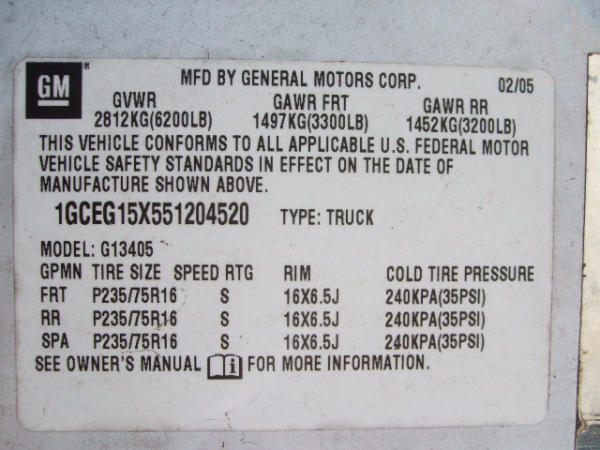 GM ® MFD BY GENERAL MOTORS CORP. 02/05
GVWR GAWR FRT GAWR RR
2812KG(6200LB) 1497KG(3300LB) 1452KG(3200LB)
THIS VEHICLE CONFORMS TO ALL APPLICABLE U.S. FEDERAL MOTOR
VEHICLE SAFETY STANDARDS IN EFFECT ON THE DATE OF
MANUFACTURE SHOWN ABOVE.
1GCEG15X551204520 TYPE: TRUCK
MODEL: G13405
GPMN TIRE SIZE SPEED RTG RIM COLD TIRE PRESSURE
FRT P235/75R16 S 16X6.5J 240KPA(35PSI)
RR P235/75R16 S 16X6.5J 240KPA(35PSI)
SPA P235/75R16 S 16X6.5J 240KPA(35PSI)
SEE OWNER'S MANUAL i FOR MORE INFORMATION.